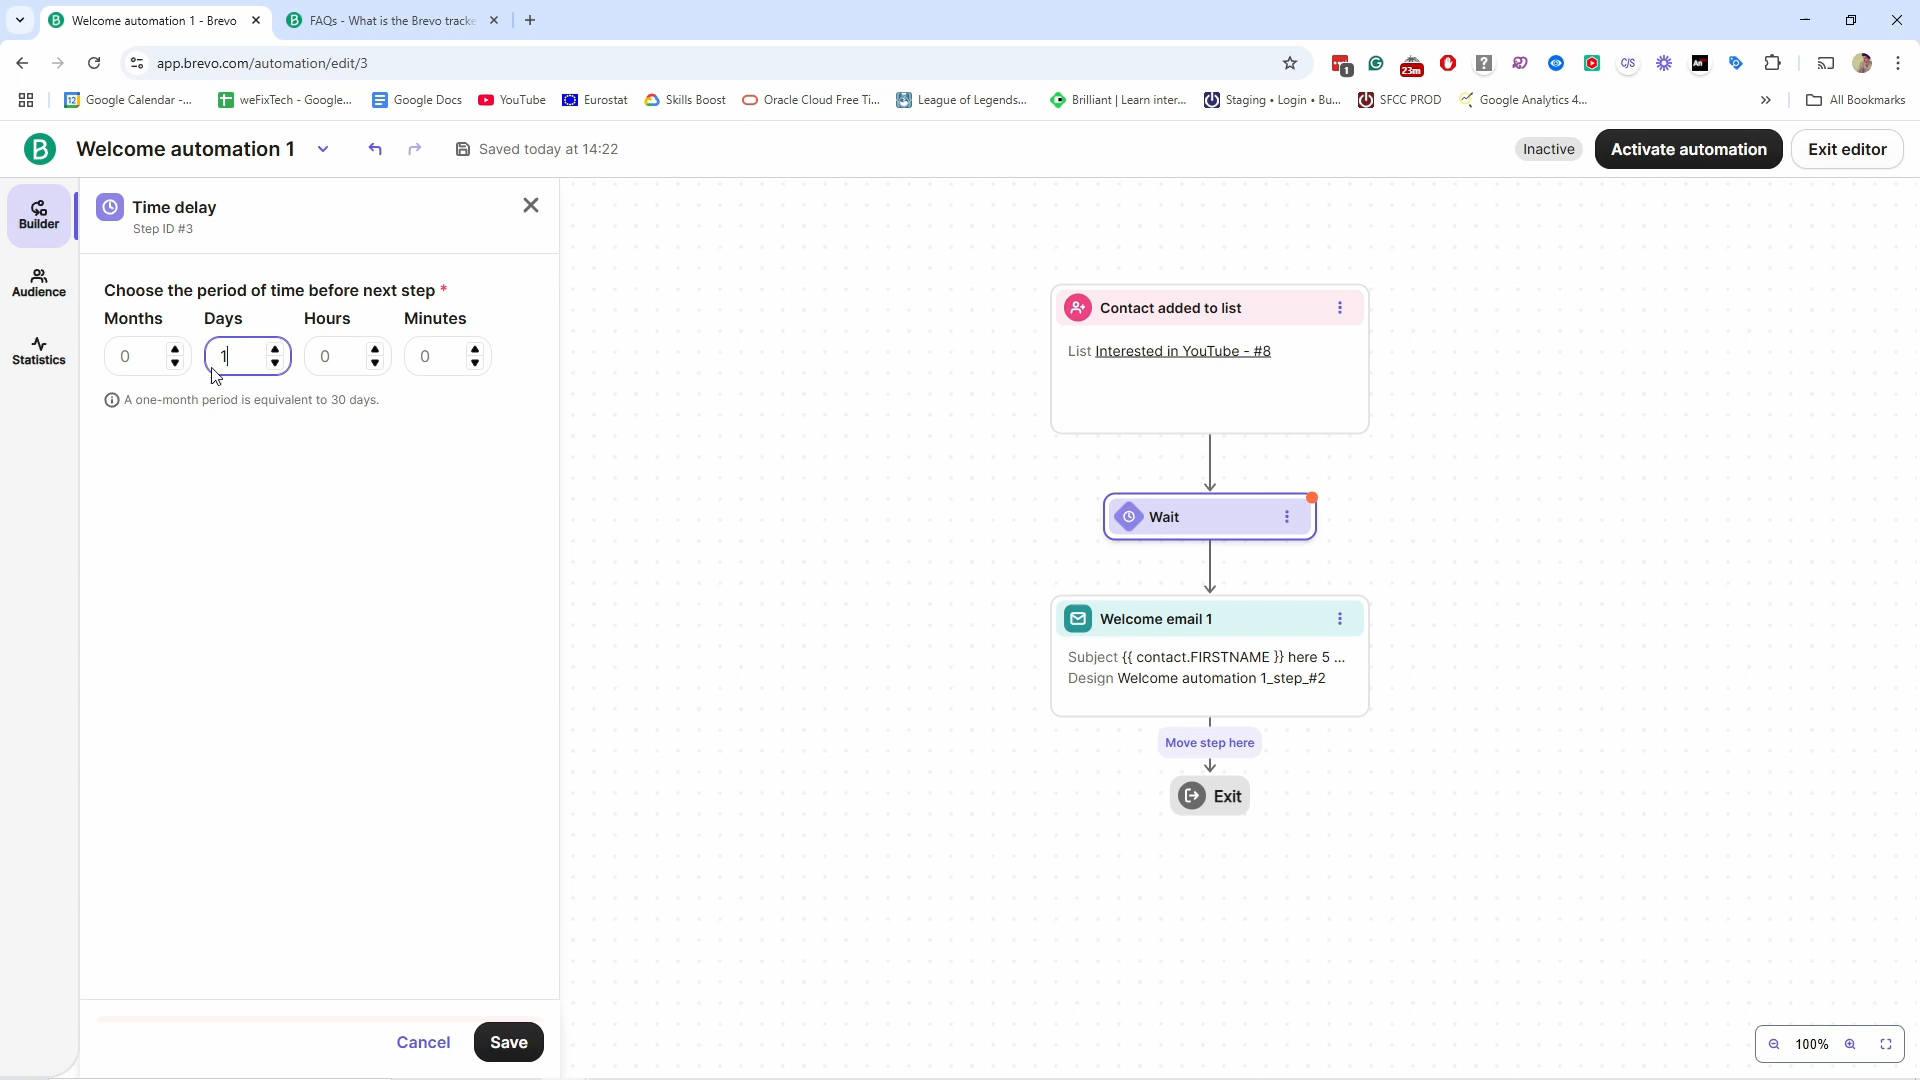 Welcome automation 1 - Brevo
FAQs - What is the Brevo tracke
app.brevo.com/automation/edit/3
1
23m
C/S
An
12
Google Calendar -...
weFixTech - Google...
Google Docs
YouTube
Eurostat
Skills Boost
Oracle Cloud Free Ti...
League of Legends...
Brilliant | Learn inter...
Staging • Login • Bu...
SFCC PROD
Google Analytics 4...
All Bookmarks
B
Welcome automation 1
Saved today at 14:22
Inactive
Activate automation
Exit editor
Builder
Audience
Statistics
Time delay
Step ID #3
Choose the period of time before next step *
Months
Days
Hours
Minutes
0
1
0
0
A one-month period is equivalent to 30 days.
Cancel
Save
Contact added to list
List Interested in YouTube - #8
Wait
Welcome email 1
Subject {{ contact.FIRSTNAME }} here 5 ...
Design Welcome automation 1_step_#2
Move step here
Exit
100%